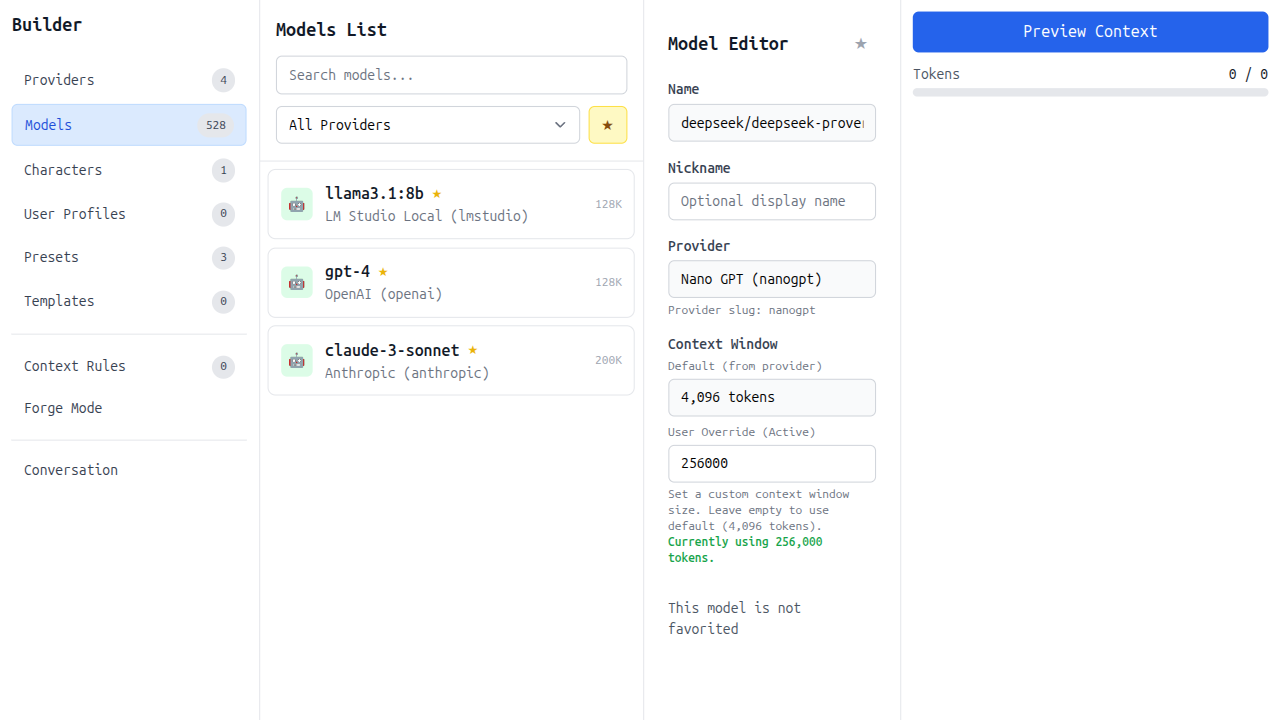 Builder
Providers 4
Models 528
Characters 1
User Profiles 0
Presets 3
Templates 0
Context Rules 0
Forge Mode
Conversation
Models List
Search models...
All Providers
★
llama3.1:8b ★
LM Studio Local (lmstudio)
128K
gpt-4 ★
OpenAI (openai)
128K
claude-3-sonnet ★
Anthropic (anthropic)
200K
Model Editor ★
Name
deepseek/deepseek-prover
Nickname
Optional display name
Provider
Nano GPT (nanogpt)
Provider slug: nanogpt
Context Window
Default (from provider)
4,096 tokens
User Override (Active)
256000
Set a custom context window
size. Leave empty to use
default (4,096 tokens).
Currently using 256,000
tokens.
This model is not
favorited
Preview Context
Tokens 0 / 0